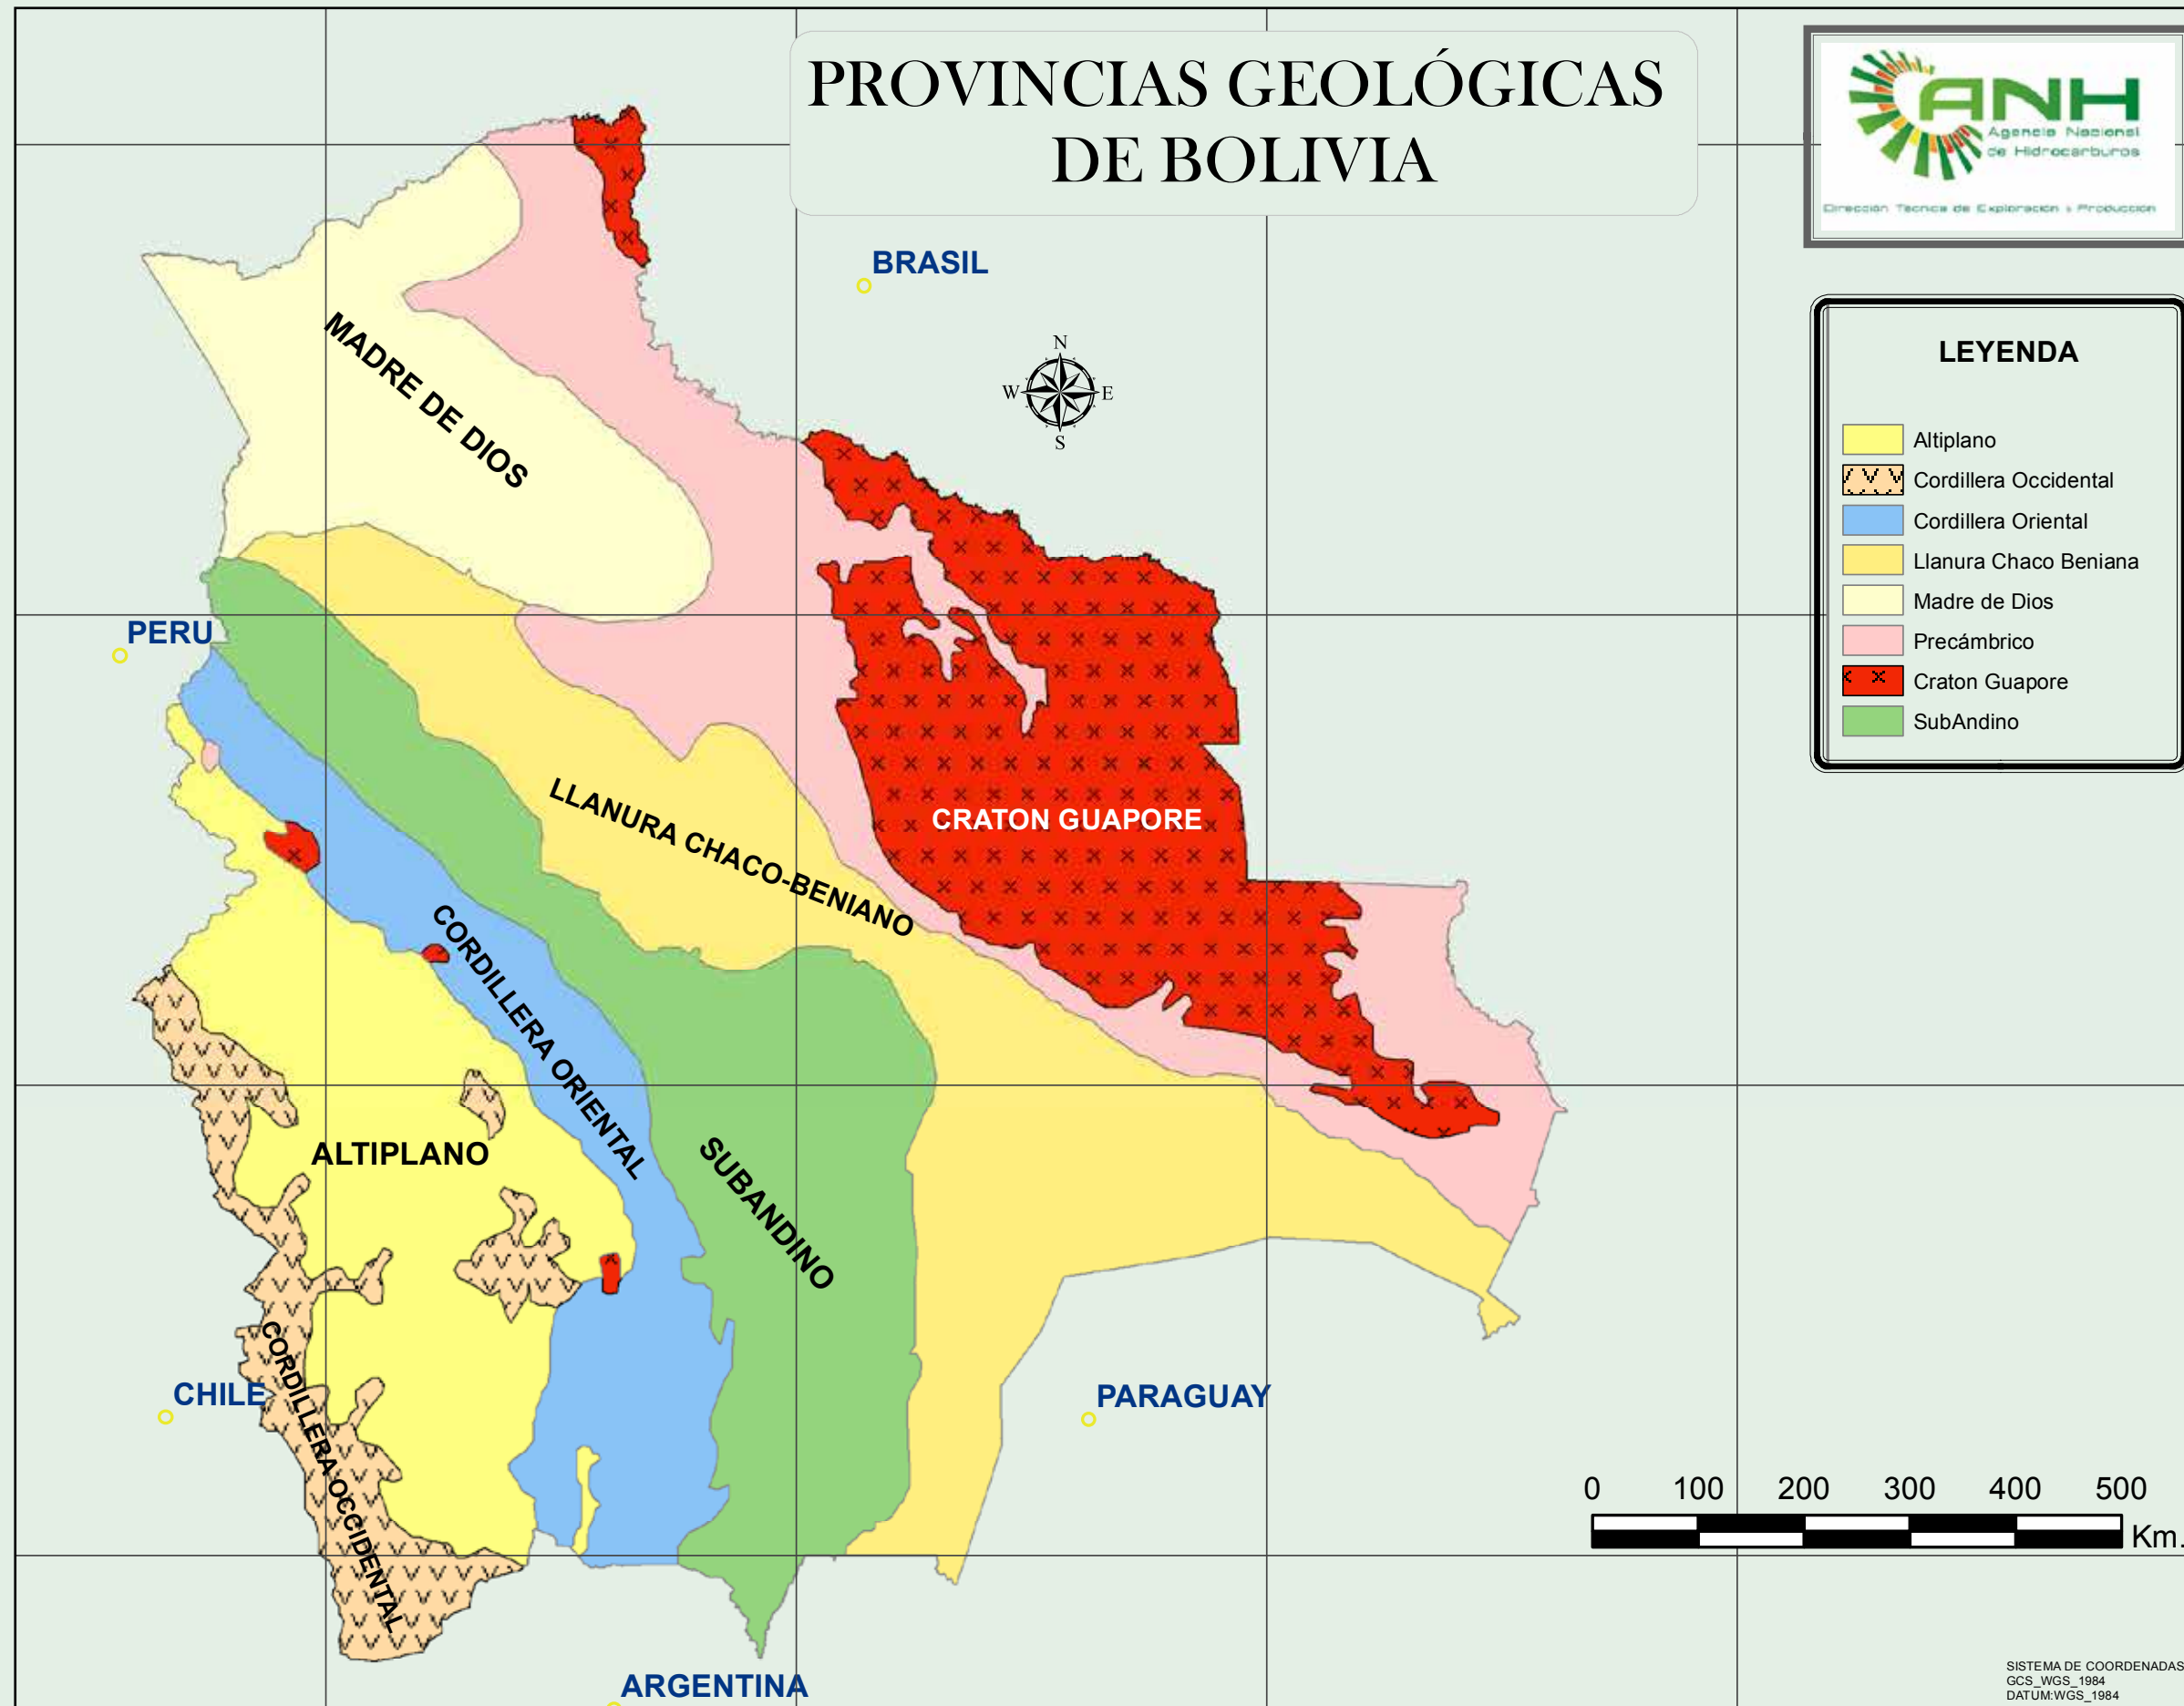 PROVINCIAS GEOLÓGICAS
DE BOLIVIA
ANH
Agencia Nacional
de Hidrocarburos
Dirección Técnica de Exploración y Producción
BRASIL
N
W
E
S
LEYENDA
Altiplano
Cordillera Occidental
Cordillera Oriental
Llanura Chaco Beniana
Madre de Dios
Precámbrico
Craton Guapore
SubAndino
MADRE DE DIOS
PERU
LLANURA CHACO-BENIANO
CRATON GUAPORE
CORDILLERA ORIENTAL
ALTIPLANO
SUBANDINO
CORDILLERA OCCIDENTAL
CHILE
PARAGUAY
ARGENTINA
0 100 200 300 400 500
Km.
SISTEMA DE COORDENADAS
GCS_WGS_1984
DATUM:WGS_1984